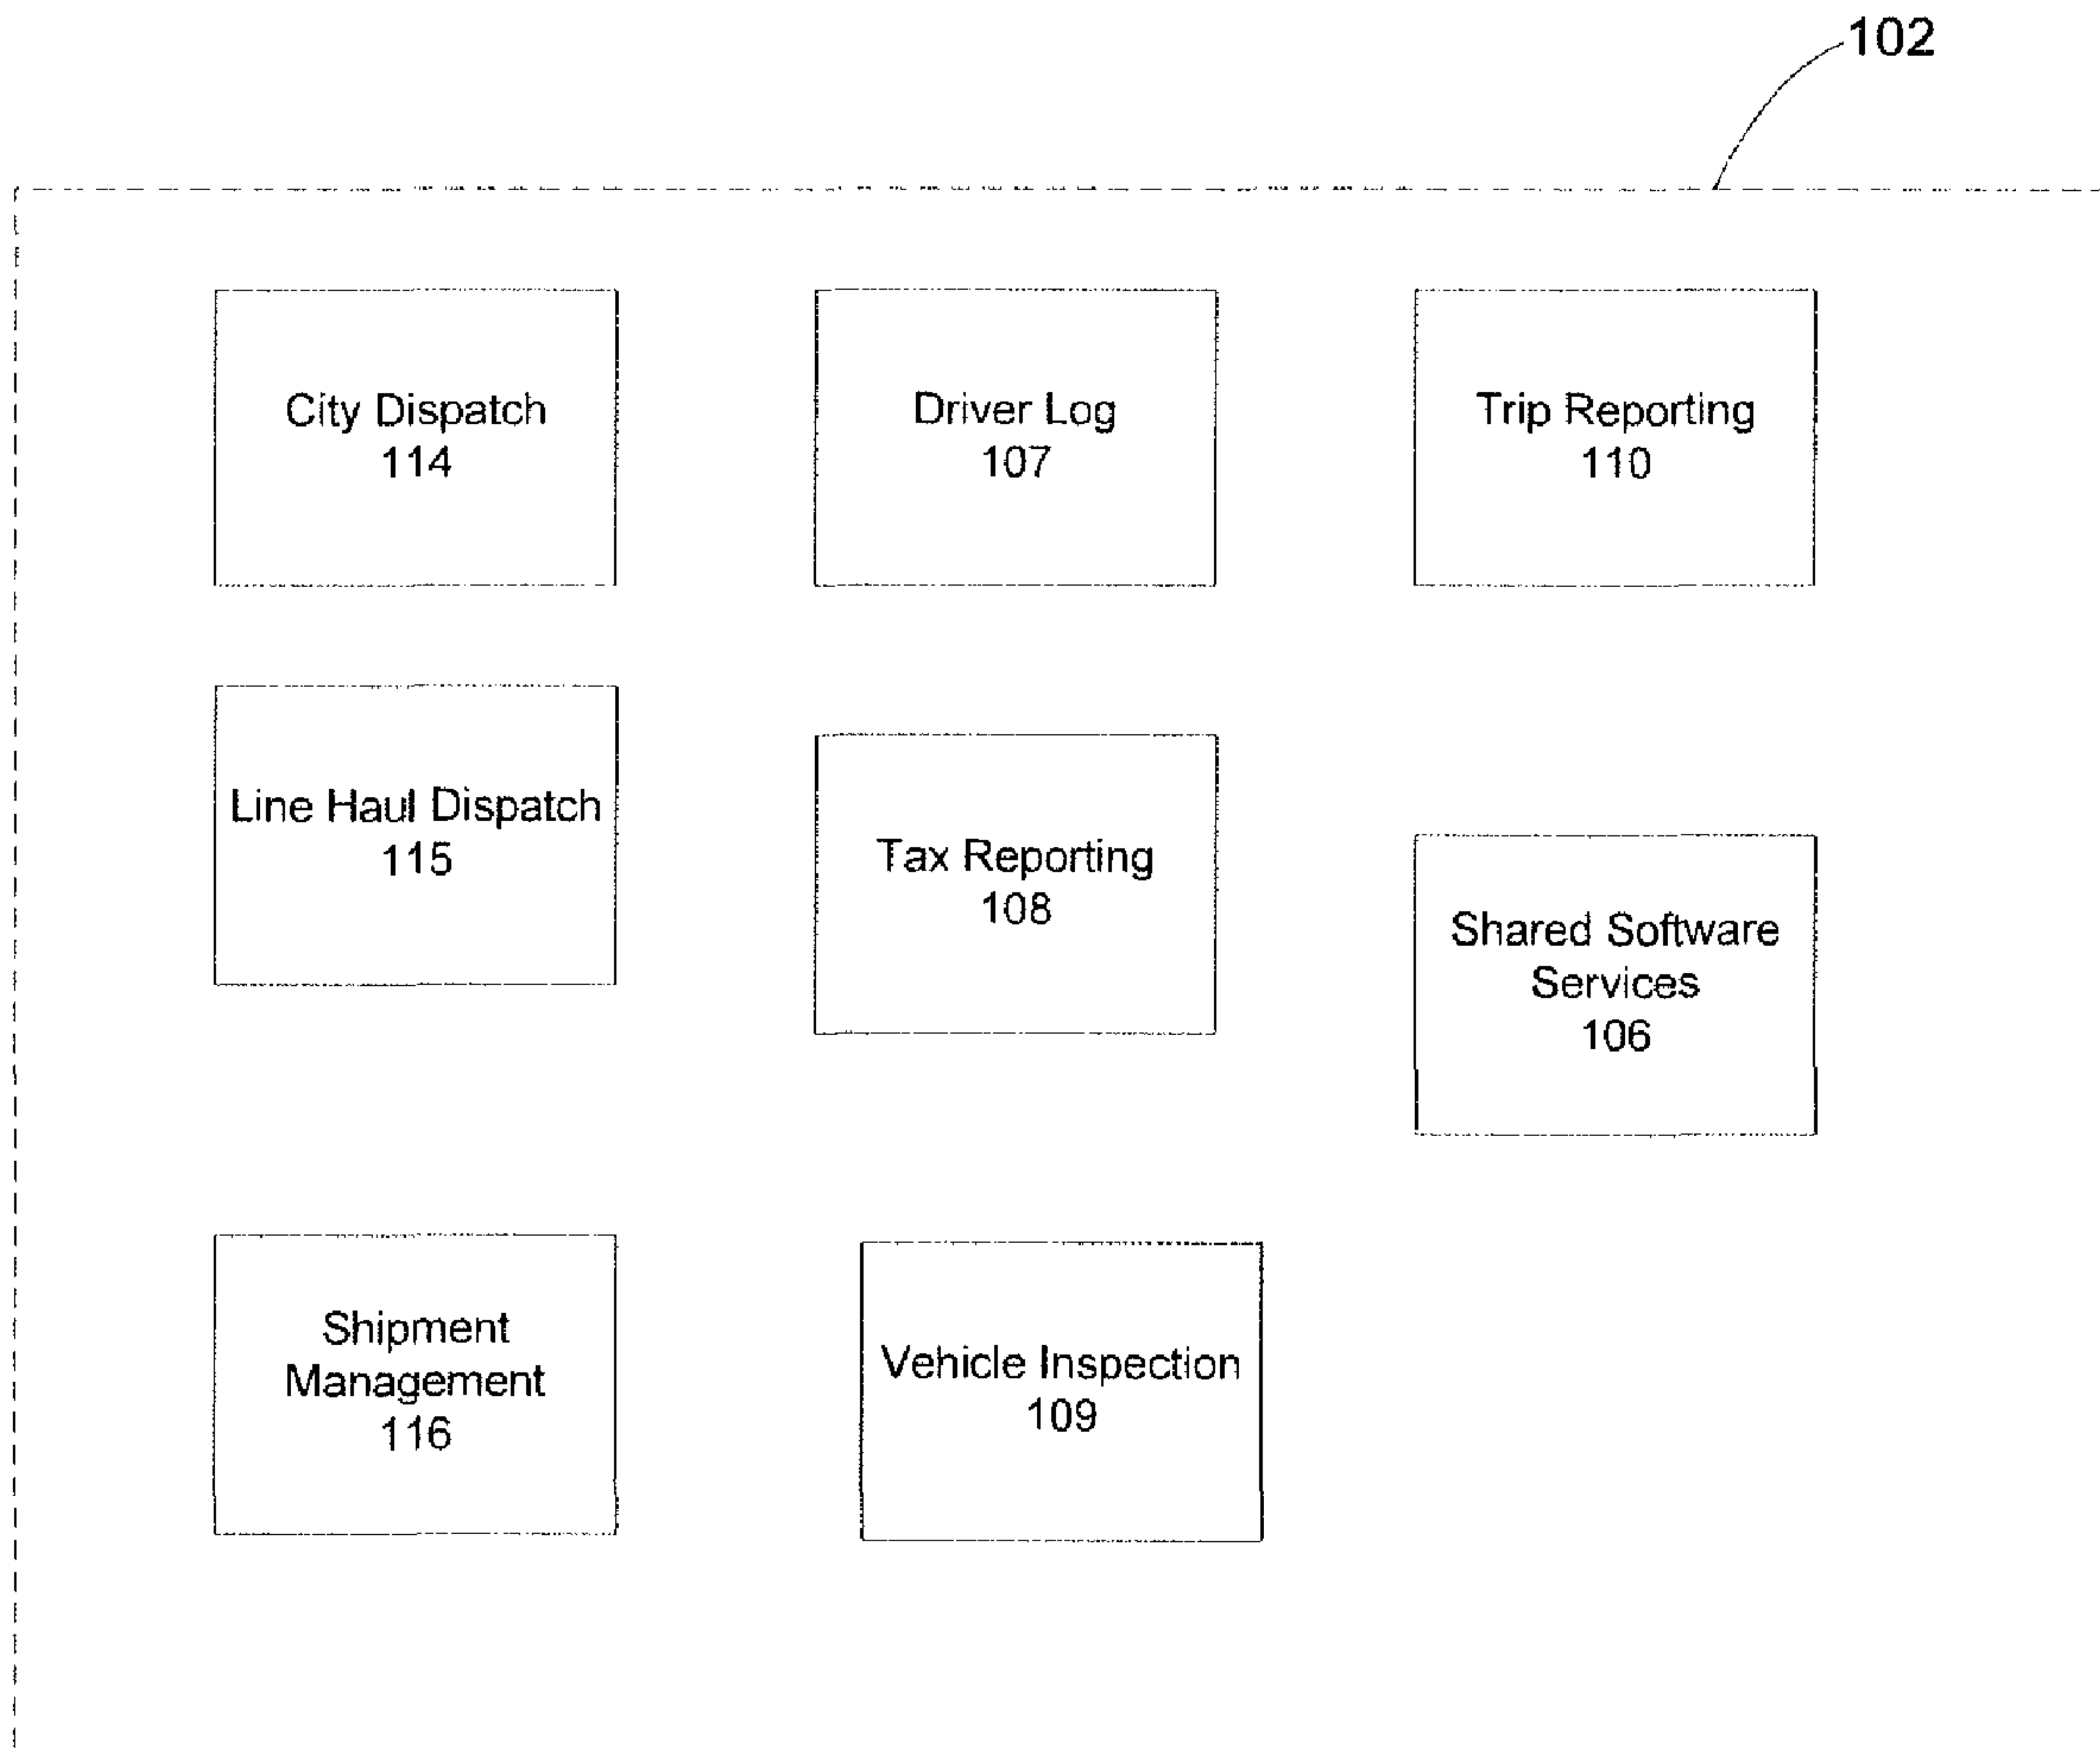 102
City Dispatch
114
Driver Log
107
Trip Reporting
110
Line Haul Dispatch
115
Tax Reporting
108
Shared Software
Services
106
Shipment
Management
116
Vehicle Inspection
109